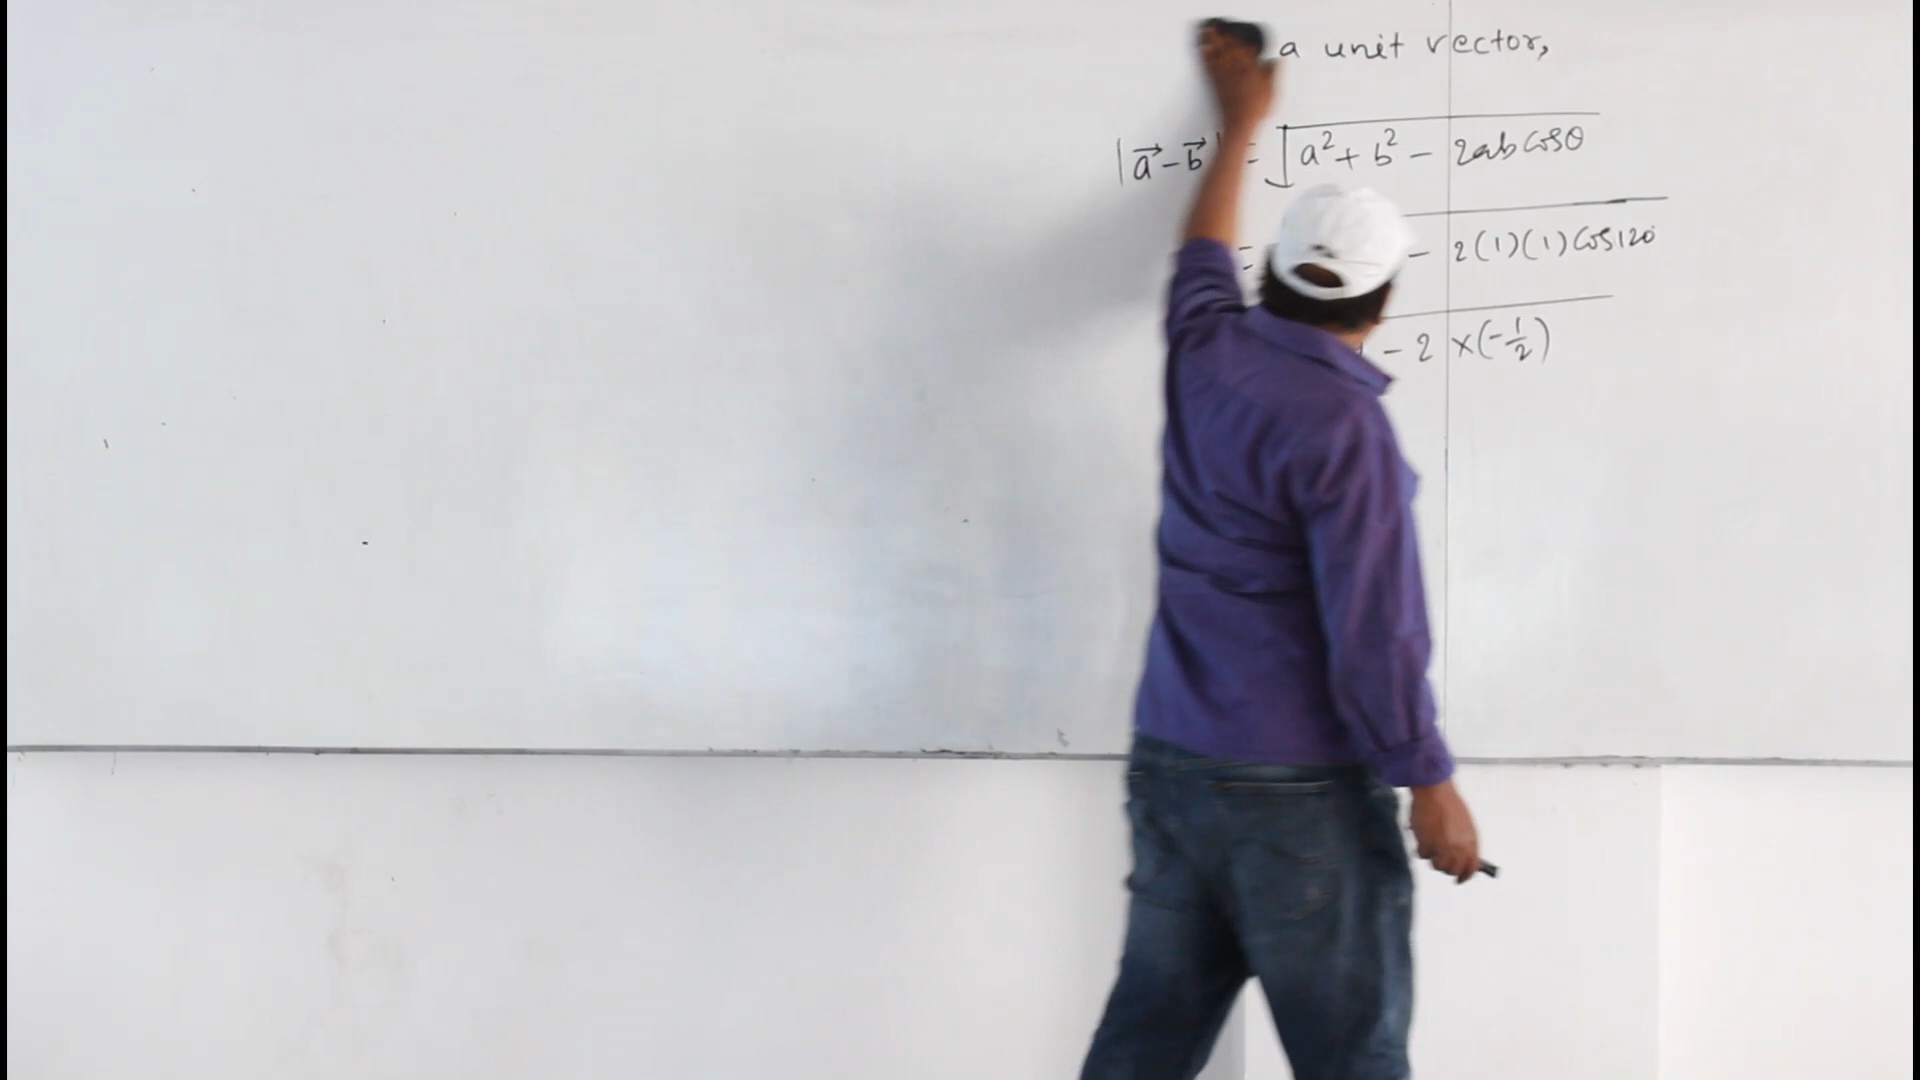 a unit vector,
|a⃗ - b⃗| = √a² + b² - 2ab cosθ
= - 2(1)(1) cos120°
- 2 × (-1/2)